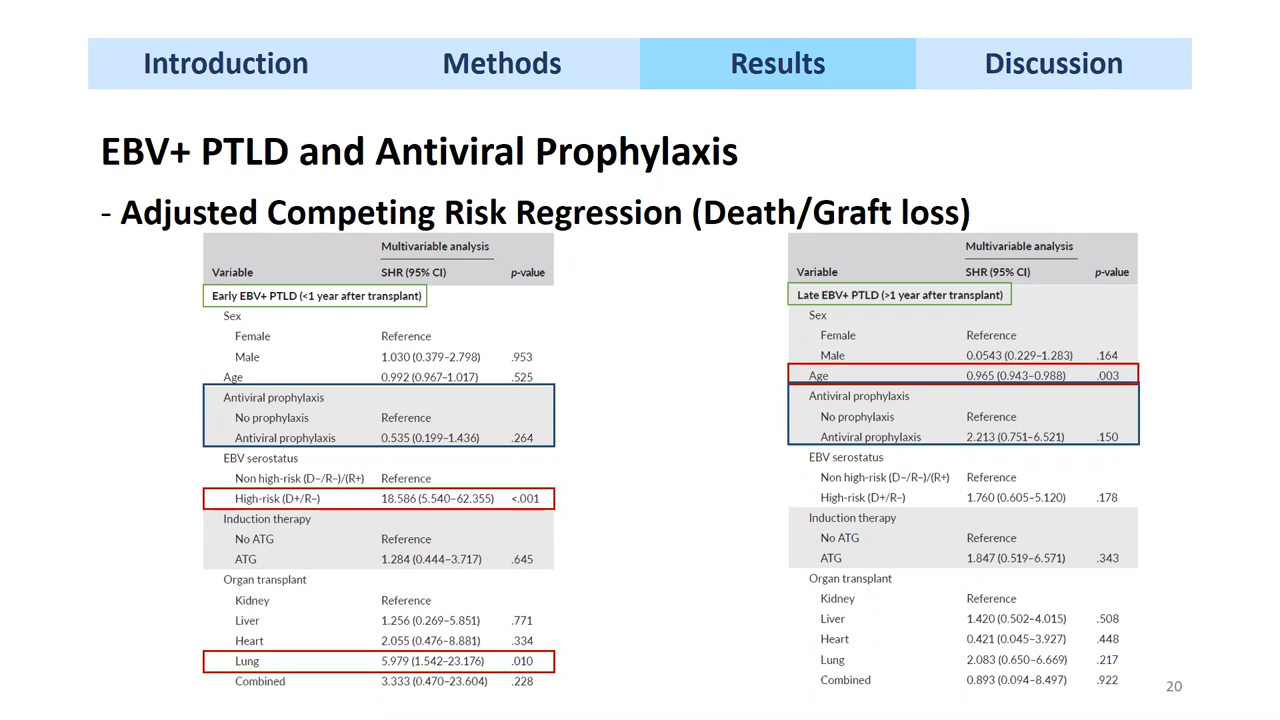 Introduction Methods Results Discussion
EBV+ PTLD and Antiviral Prophylaxis
- Adjusted Competing Risk Regression (Death/Graft loss)
Multivariable analysis
Variable SHR (95% CI) p-value
Early EBV+ PTLD (<1 year after transplant)
Sex
Female Reference
Male 1.030 (0.379–2.798) .953
Age 0.992 (0.967–1.017) .525
Antiviral prophylaxis
No prophylaxis Reference
Antiviral prophylaxis 0.535 (0.199–1.436) .264
EBV serostatus
Non high-risk (D−/R−)/(R+) Reference
High-risk (D+/R−) 18.586 (5.540–62.355) <.001
Induction therapy
No ATG Reference
ATG 1.284 (0.444–3.717) .645
Organ transplant
Kidney Reference
Liver 1.256 (0.269–5.851) .771
Heart 2.055 (0.476–8.881) .334
Lung 5.979 (1.542–23.176) .010
Combined 3.333 (0.470–23.604) .228
Multivariable analysis
Variable SHR (95% CI) p-value
Late EBV+ PTLD (>1 year after transplant)
Sex
Female Reference
Male 0.0543 (0.229–1.283) .164
Age 0.965 (0.943–0.988) .003
Antiviral prophylaxis
No prophylaxis Reference
Antiviral prophylaxis 2.213 (0.751–6.521) .150
EBV serostatus
Non high-risk (D−/R−)/(R+) Reference
High-risk (D+/R−) 1.760 (0.605–5.120) .178
Induction therapy
No ATG Reference
ATG 1.847 (0.519–6.571) .343
Organ transplant
Kidney Reference
Liver 1.420 (0.502–4.015) .508
Heart 0.421 (0.045–3.927) .448
Lung 2.083 (0.650–6.669) .217
Combined 0.893 (0.094–8.497) .922
20